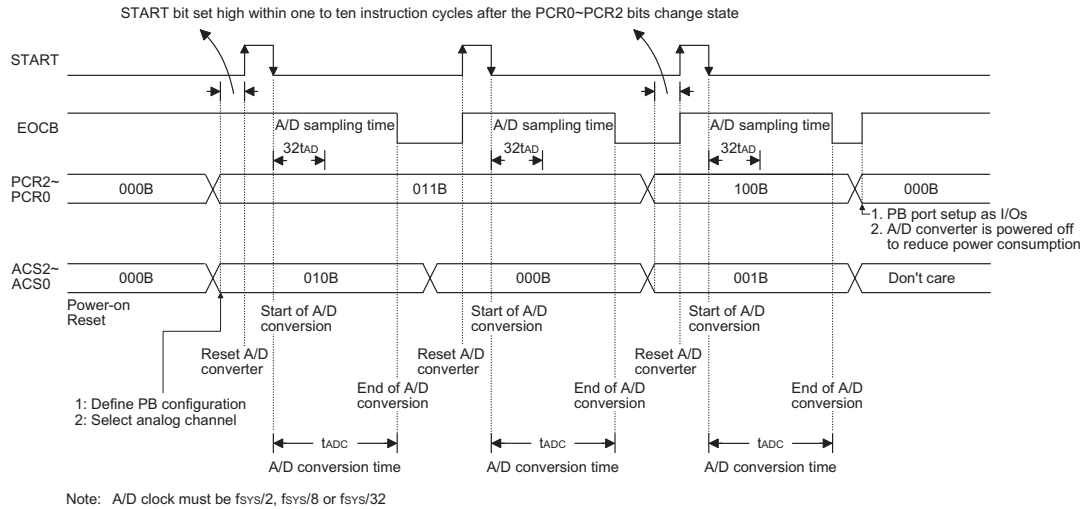 START bit set high within one to ten instruction cycles after the PCR0~PCR2 bits change state
START
EOCB
A/D sampling time
A/D sampling time
A/D sampling time
32tAD
32tAD
32tAD
PCR2~
PCR0
000B
011B
100B
000B
1. PB port setup as I/Os
2. A/D converter is powered off
to reduce power consumption
ACS2~
ACS0
000B
010B
000B
001B
Don't care
Power-on
Reset
Start of A/D
conversion
Start of A/D
conversion
Start of A/D
conversion
Reset A/D
converter
Reset A/D
converter
Reset A/D
converter
End of A/D
conversion
End of A/D
conversion
End of A/D
conversion
1: Define PB configuration
2: Select analog channel
tADC
tADC
tADC
A/D conversion time
A/D conversion time
A/D conversion time
Note: A/D clock must be fSYS/2, fSYS/8 or fSYS/32